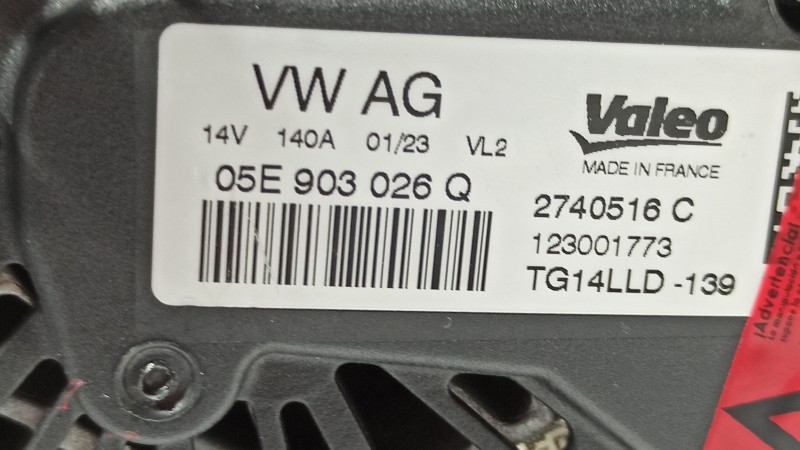 VW AG
14V 140A 01/23 VL2
05E 903 026 Q
Valeo
MADE IN FRANCE
2740516 C
123001773
TG14LLD -139
¡Advertencia!